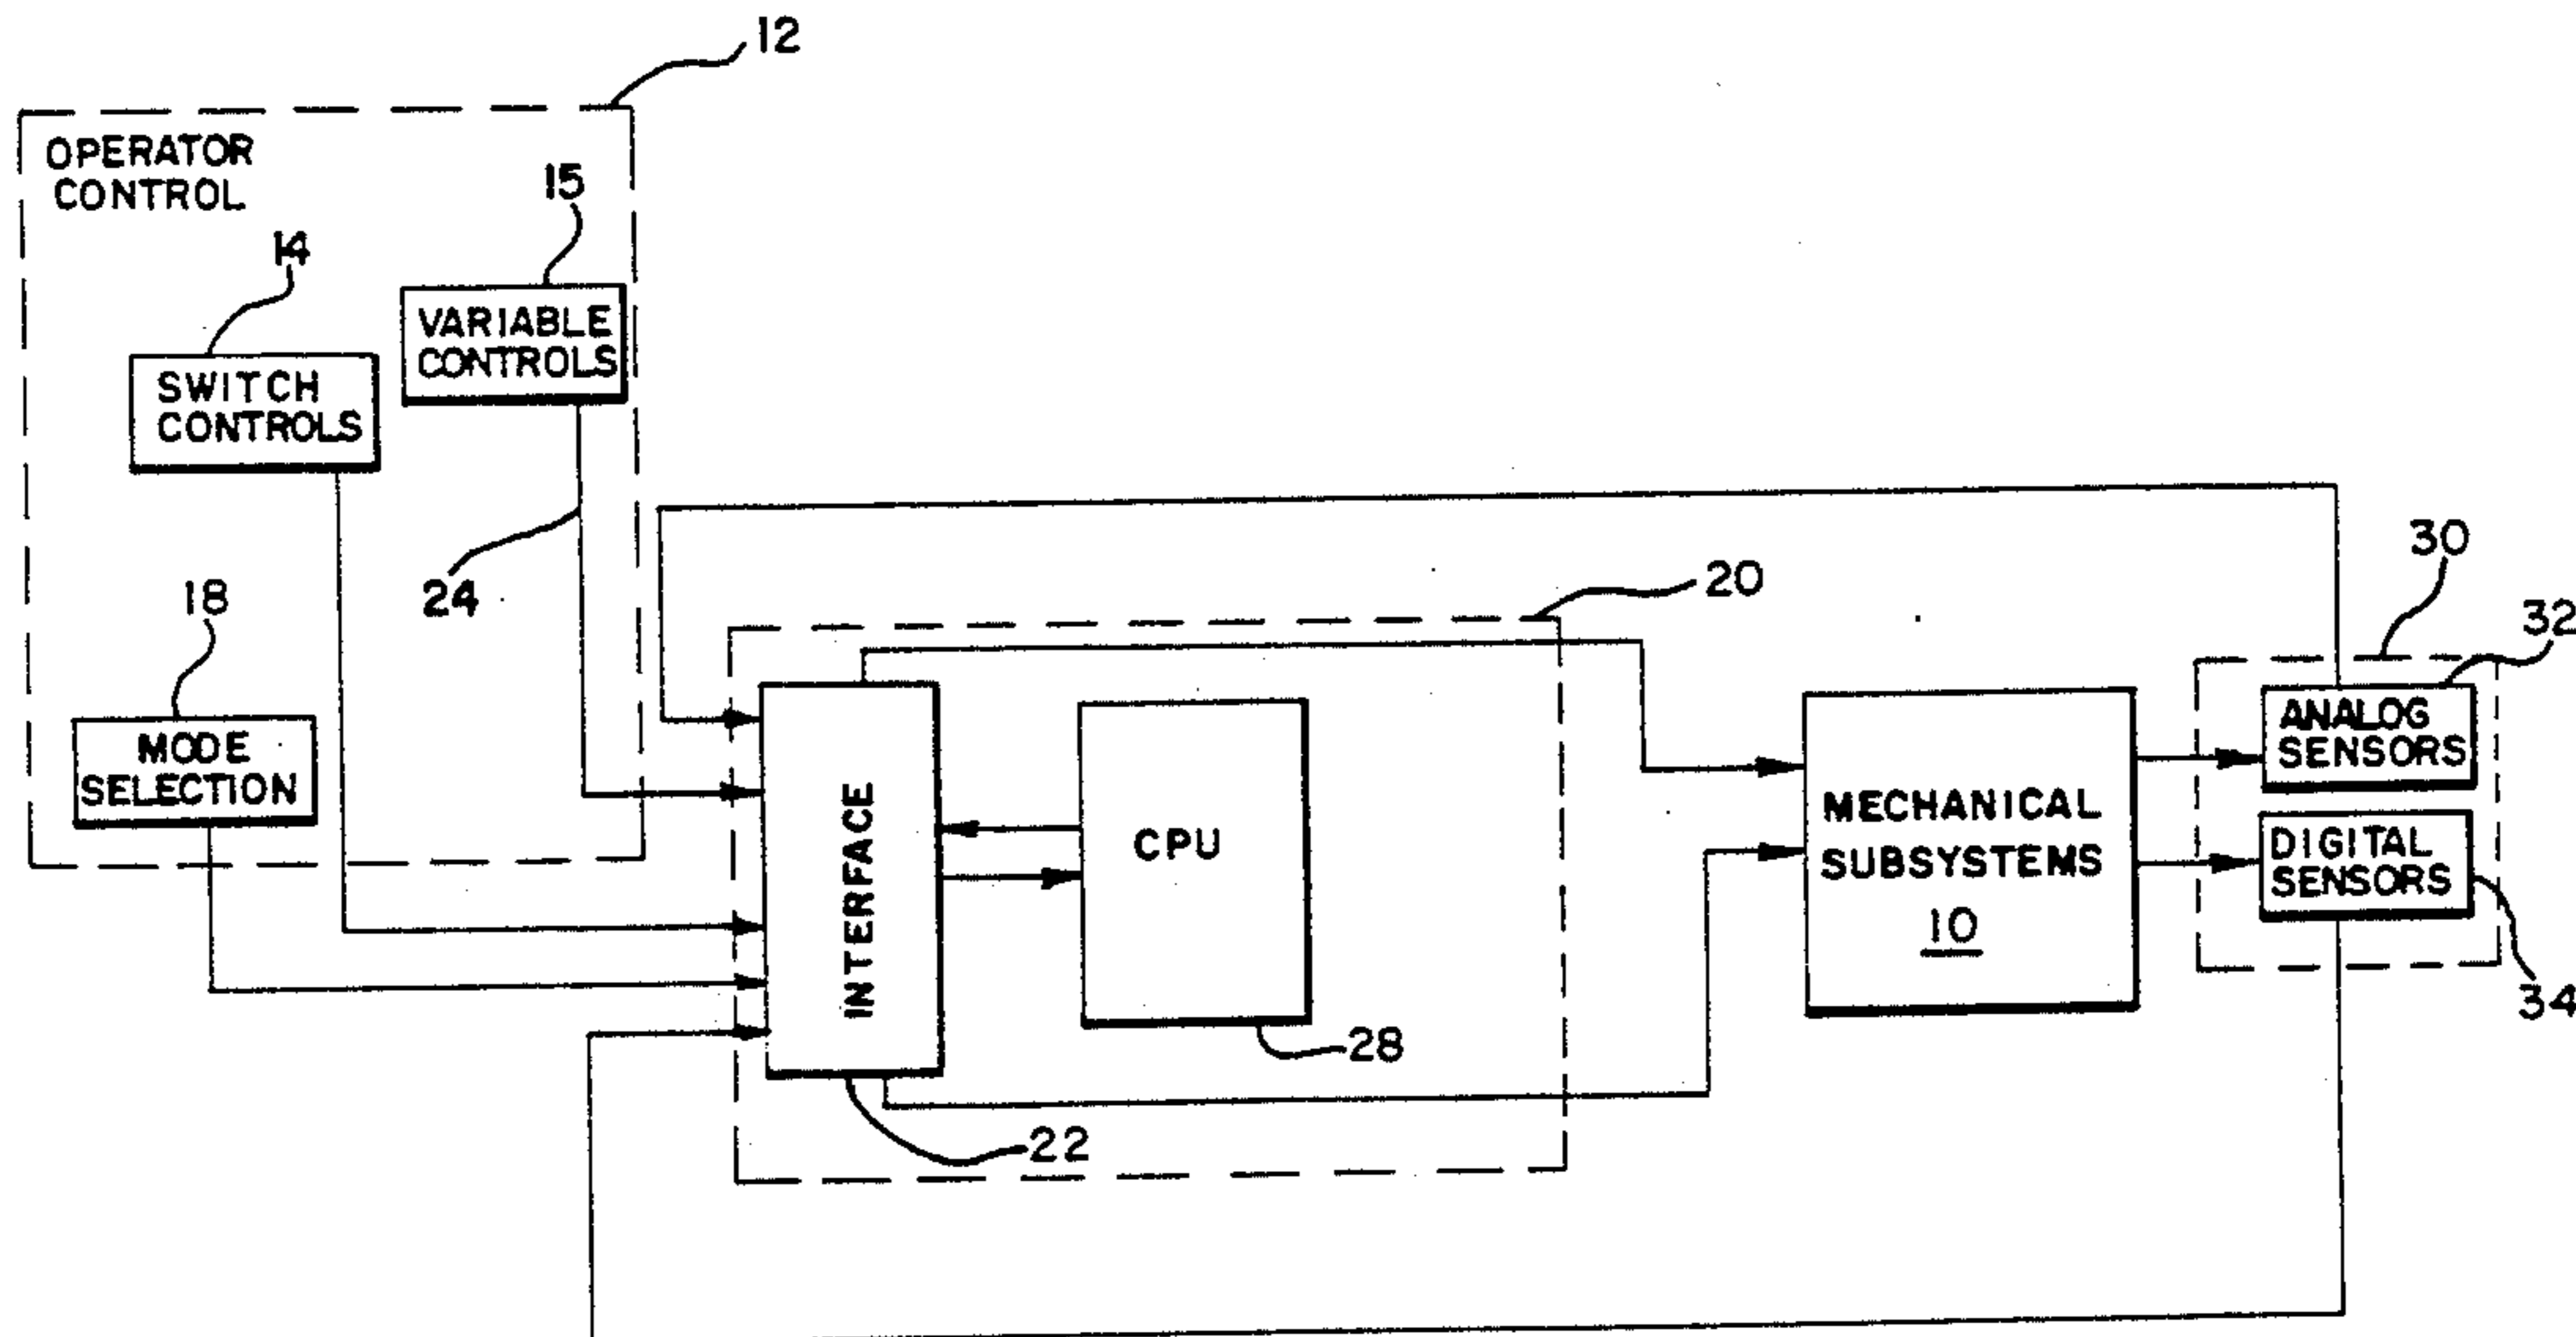 12
OPERATOR
CONTROL
15
14
VARIABLE
CONTROLS
SWITCH
CONTROLS
24
18
MODE
SELECTION
20
30
32
ANALOG
SENSORS
INTERFACE
CPU
MECHANICAL
SUBSYSTEMS
10
DIGITAL
SENSORS
34
28
22